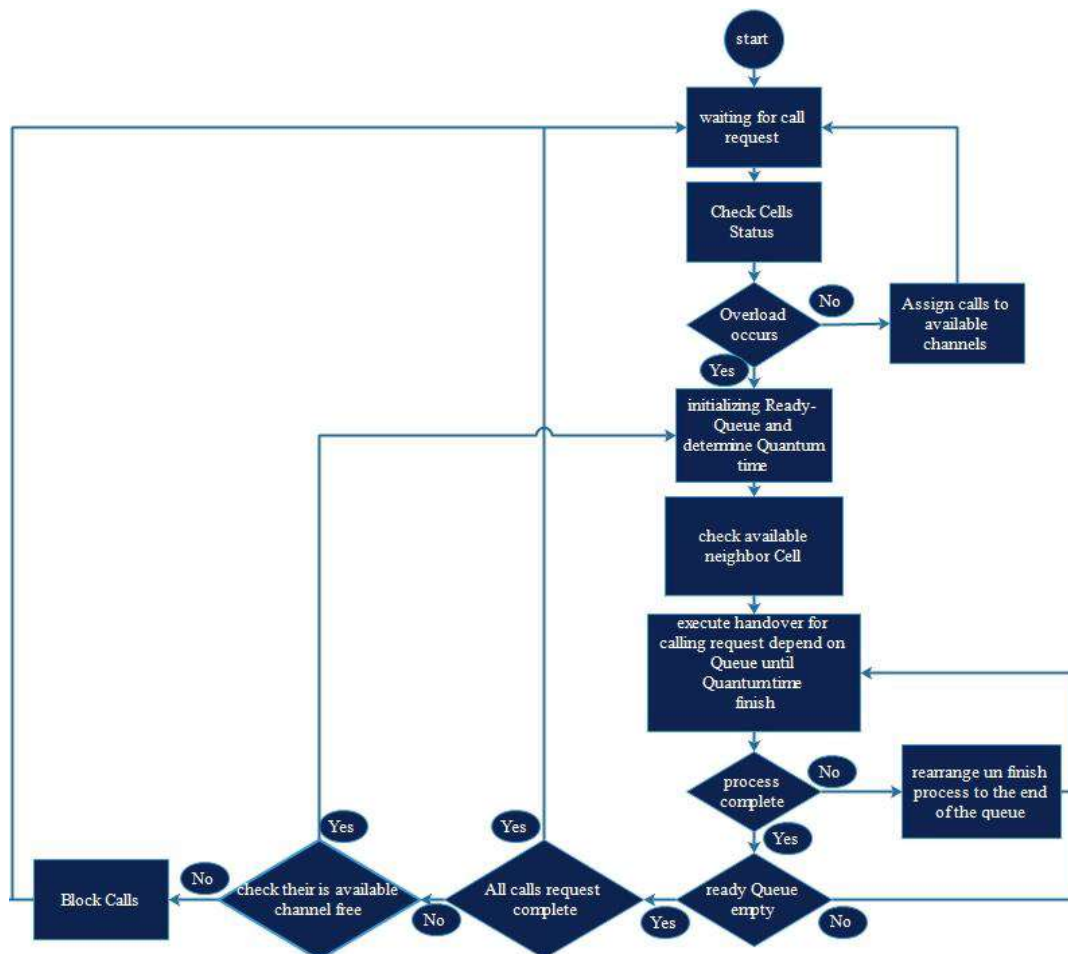 start
waiting for call
request
Check Cells
Status
Overload
occurs
No
Assign calls to
available
channels
Yes
initializing Ready-
Queue and
determine Quantum
time
check available
neighbor Cell
execute handover for
calling request depend on
Queue until
Quantumtime
finish
process
complete
No
rearrange un finish
process to the end
of the queue
Yes
ready Queue
empty
No
Yes
All calls request
complete
Yes
No
check their is available
channel free
Yes
No
Block Calls